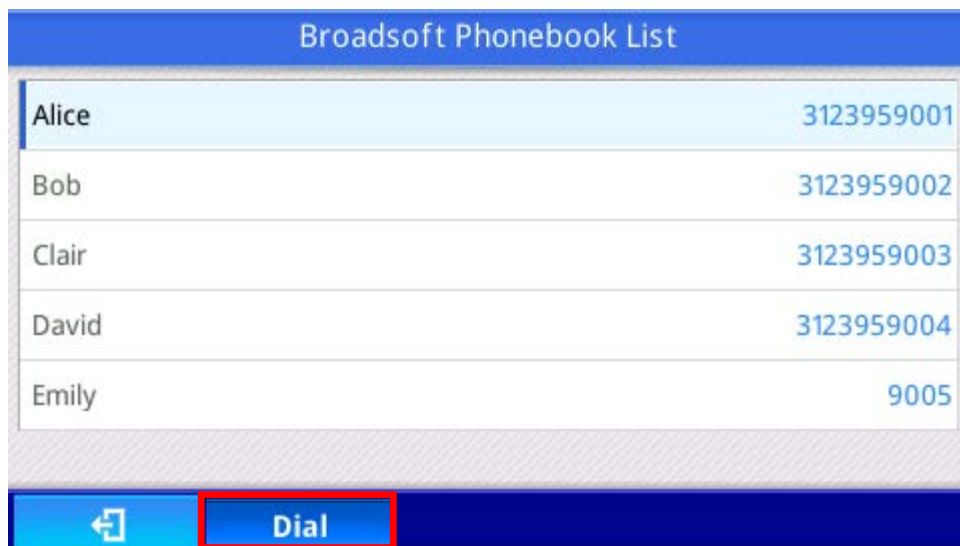 Broadsoft Phonebook List
Alice 3123959001
Bob 3123959002
Clair 3123959003
David 3123959004
Emily 9005
Dial